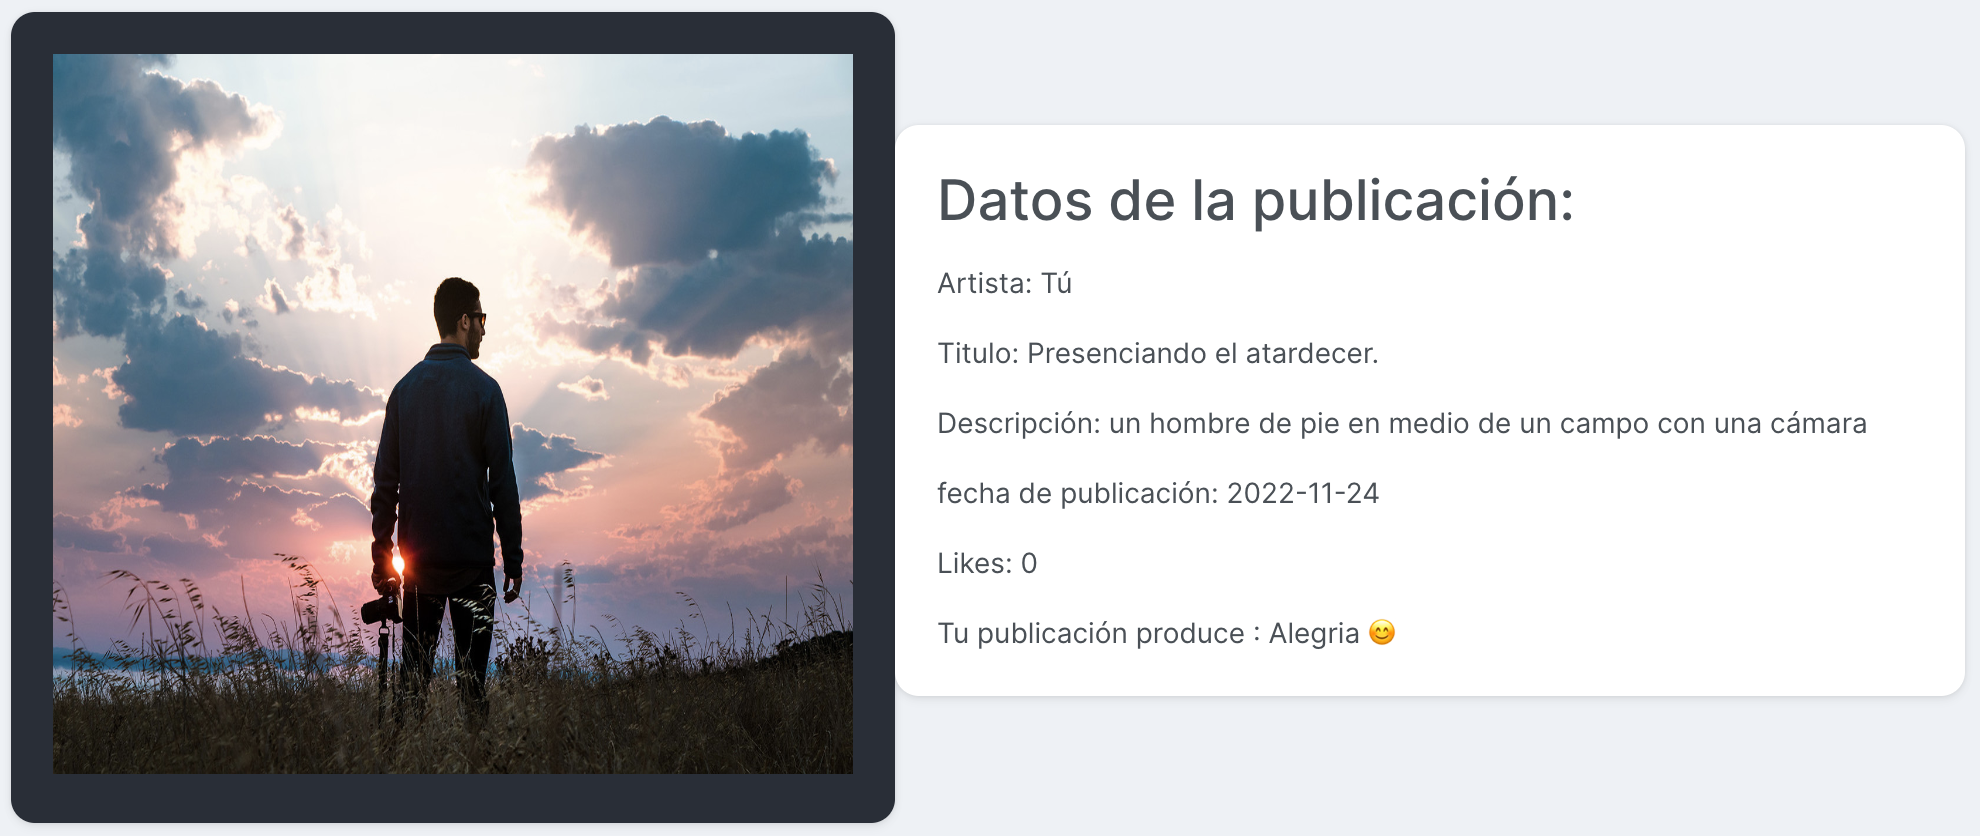 Datos de la publicación:
Artista: Tú
Titulo: Presenciando el atardecer.
Descripción: un hombre de pie en medio de un campo con una cámara
fecha de publicación: 2022-11-24
Likes: 0
Tu publicación produce : Alegria 😊